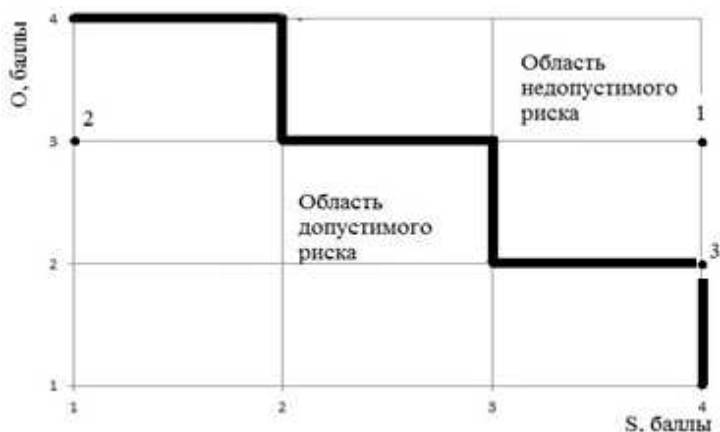 O, баллы
4
3
2
1
Область
недопустимого
риска
1
2
Область
допустимого
риска
3
1
2
3
4
S, баллы